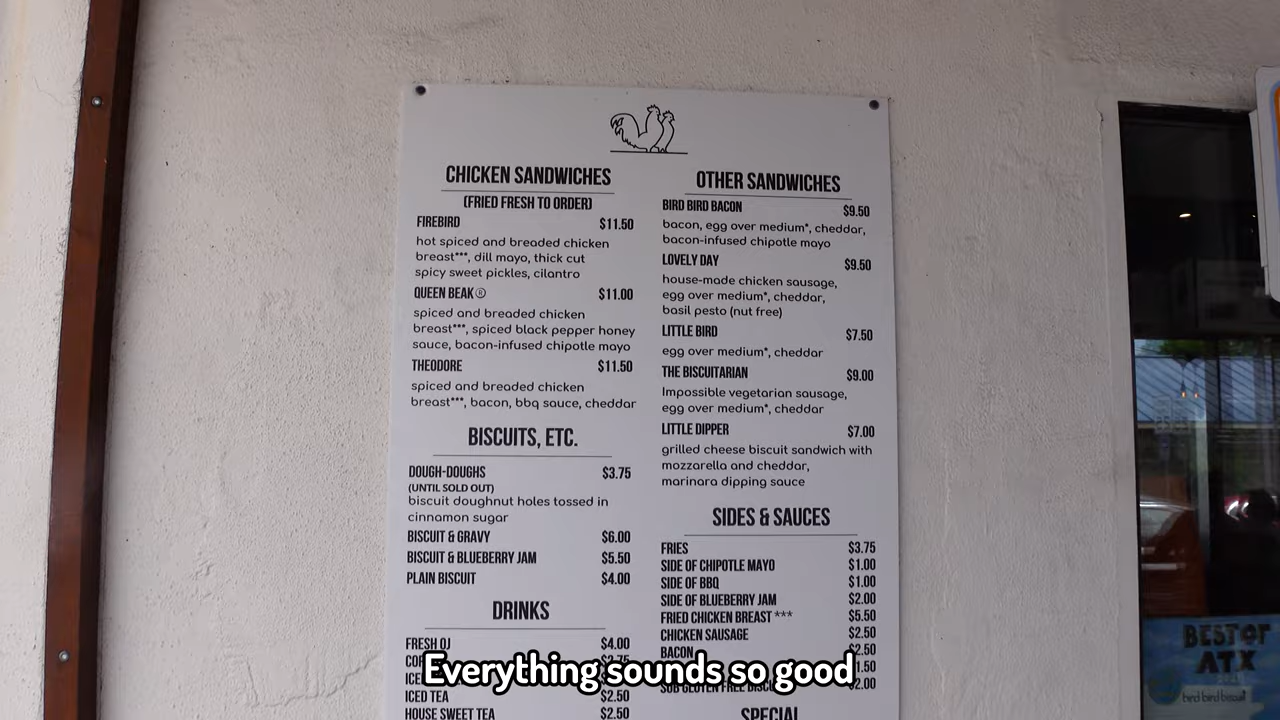 CHICKEN SANDWICHES
(FRIED FRESH TO ORDER)
FIREBIRD $11.50
hot spiced and breaded chicken
breast***, dill mayo, thick cut
spicy sweet pickles, cilantro
QUEEN BEAK® $11.00
spiced and breaded chicken
breast***, spiced black pepper honey
sauce, bacon-infused chipotle mayo
THEODORE $11.50
spiced and breaded chicken
breast***, bacon, bbq sauce, cheddar
BISCUITS, ETC.
DOUGH-DOUGHS $3.75
(UNTIL SOLD OUT)
biscuit doughnut holes tossed in
cinnamon sugar
BISCUIT & GRAVY $6.00
BISCUIT & BLUEBERRY JAM $5.50
PLAIN BISCUIT $4.00
DRINKS
FRESH OJ $4.00
ICED TEA $2.50
HOUSE SWEET TEA $2.50
OTHER SANDWICHES
BIRD BIRD BACON $9.50
bacon, egg over medium*, cheddar,
bacon-infused chipotle mayo
LOVELY DAY $9.50
house-made chicken sausage,
egg over medium*, cheddar,
basil pesto (nut free)
LITTLE BIRD $7.50
egg over medium*, cheddar
THE BISCUITARIAN $9.00
Impossible vegetarian sausage,
egg over medium*, cheddar
LITTLE DIPPER $7.00
grilled cheese biscuit sandwich with
mozzarella and cheddar,
marinara dipping sauce
SIDES & SAUCES
FRIES $3.75
SIDE OF CHIPOTLE MAYO $1.00
SIDE OF BBQ $1.00
SIDE OF BLUEBERRY JAM $2.00
FRIED CHICKEN BREAST *** $5.50
CHICKEN SAUSAGE $2.50
BACON $2.50
SUB GLUTEN FREE BISCUIT $2.00
SPECIAL
Everything sounds so good
BEST OF
ATX
bird bird biscuit